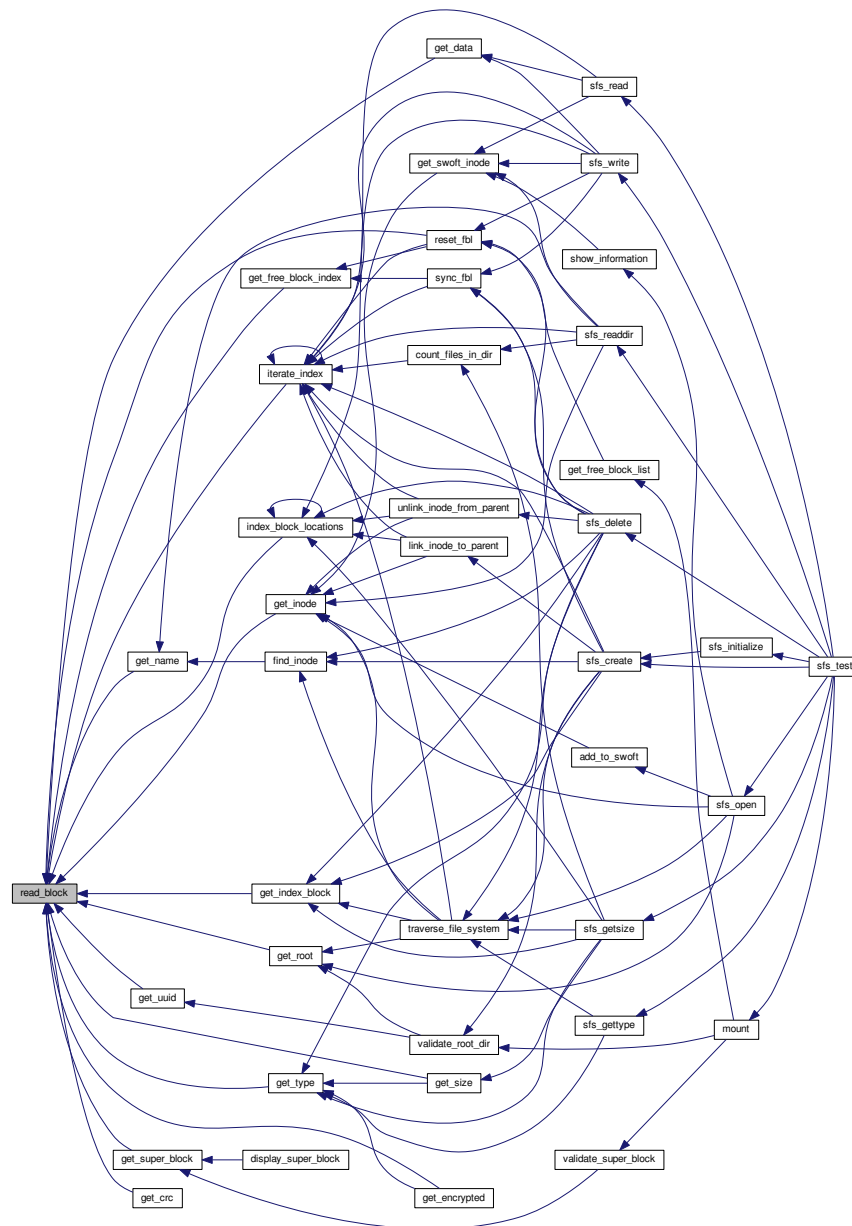 get_data
sfs_read
get_swoft_inode
sfs_write
reset_fbl
show_information
get_free_block_index
sync_fbl
sfs_readdir
count_files_in_dir
iterate_index
get_free_block_list
unlink_inode_from_parent
sfs_delete
index_block_locations
link_inode_to_parent
get_inode
sfs_initialize
get_name
find_inode
sfs_create
sfs_test
add_to_swoft
sfs_open
read_block
get_index_block
traverse_file_system
sfs_getsize
get_root
get_uuid
sfs_gettype
mount
validate_root_dir
get_type
get_size
get_super_block
display_super_block
validate_super_block
get_crc
get_encrypted